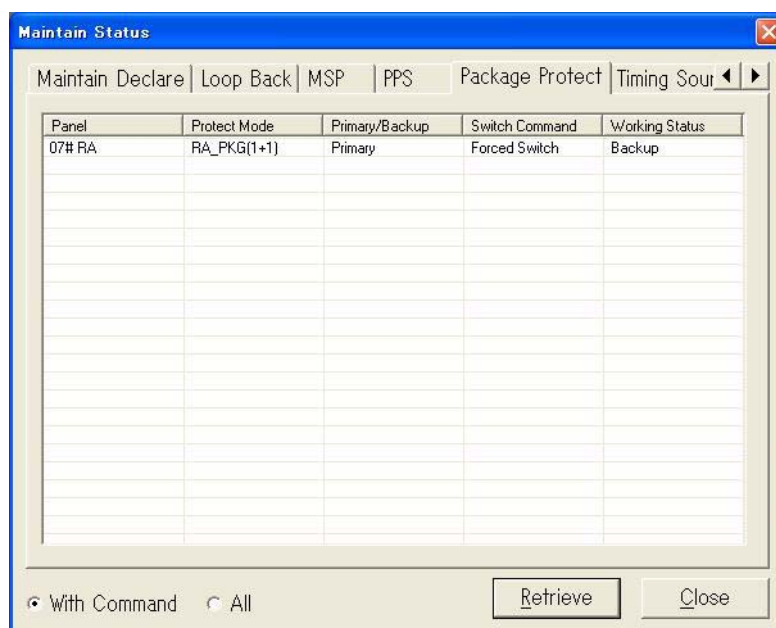 Maintain Status
Maintain Declare Loop Back MSP PPS Package Protect Timing Sour
Panel Protect Mode Primary/Backup Switch Command Working Status
07# RA RA_PKG(1+1) Primary Forced Switch Backup
With Command All Retrieve Close